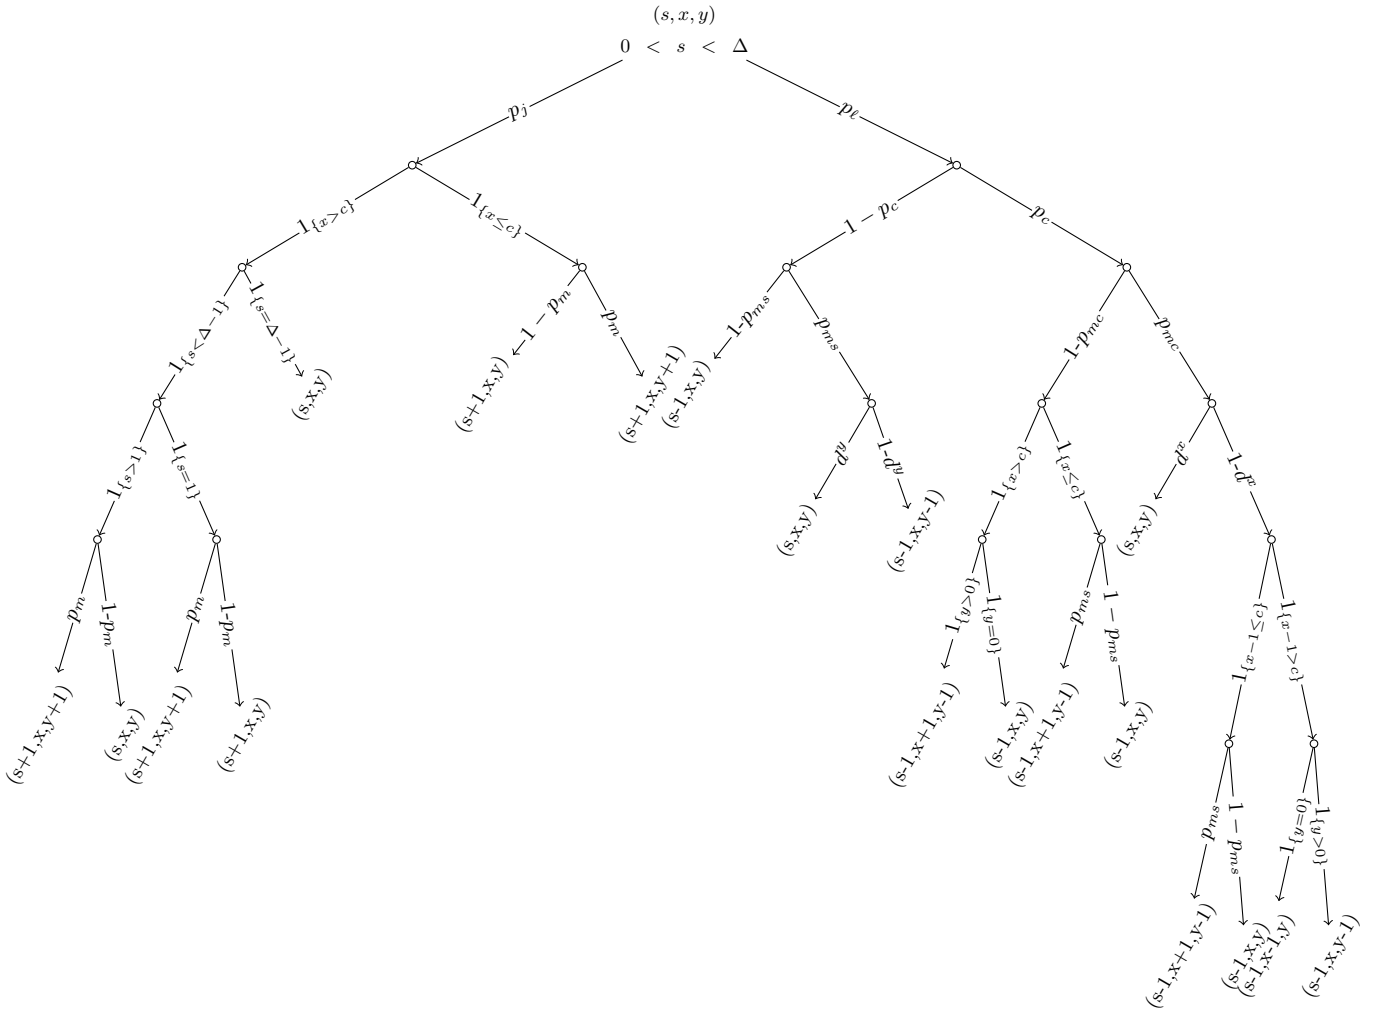 (s, x, y)
0 < s < Δ
p_j
p_ℓ
1_{x>c}
1_{x≤c}
1 − p_c
p_c
1_{s<Δ−1}
1_{s=Δ−1}
1 − p_m
p_m
1-p_ms
p_ms
1-p_mc
p_mc
(s,x,y)
(s+1,x,y)
(s+1,x,y+1)
(s-1,x,y)
1_{s>1}
1_{s=1}
d^y
1-d^y
1_{x>c}
1_{x≤c}
d^x
1-d^x
(s,x,y)
(s-1,x,y-1)
(s,x,y)
p_m
1-p_m
p_m
1-p_m
1_{y>0}
1_{y=0}
p_ms
1 − p_ms
1_{x−1≤c}
1_{x−1>c}
(s+1,x,y+1)
(s,x,y)
(s+1,x,y+1)
(s+1,x,y)
(s-1,x+1,y-1)
(s-1,x,y)
(s-1,x+1,y-1)
(s-1,x,y)
p_ms
1 − p_ms
1_{y=0}
1_{y>0}
(s-1,x+1,y-1)
(s-1,x,y)
(s-1,x-1,y)
(s-1,x,y-1)